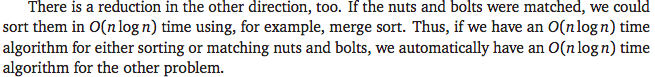 There is a reduction in the other direction, too. If the nuts and bolts were matched, we could
sort them in O(n log n) time using, for example, merge sort. Thus, if we have an O(n log n) time
algorithm for either sorting or matching nuts and bolts, we automatically have an O(n log n) time
algorithm for the other problem.